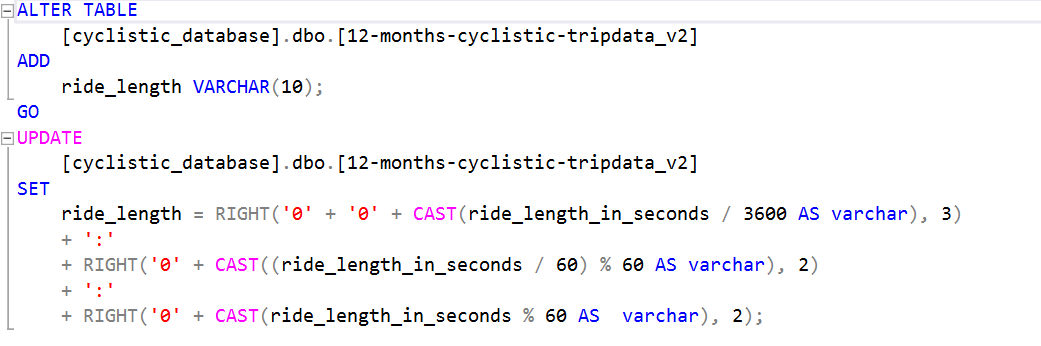 ALTER TABLE
[cyclistic_database].dbo.[12-months-cyclistic-tripdata_v2]
ADD
ride_length VARCHAR(10);
GO
UPDATE
[cyclistic_database].dbo.[12-months-cyclistic-tripdata_v2]
SET
ride_length = RIGHT('0' + '0' + CAST(ride_length_in_seconds / 3600 AS varchar), 3)
+ ':'
+ RIGHT('0' + CAST((ride_length_in_seconds / 60) % 60 AS varchar), 2)
+ ':'
+ RIGHT('0' + CAST(ride_length_in_seconds % 60 AS  varchar), 2);